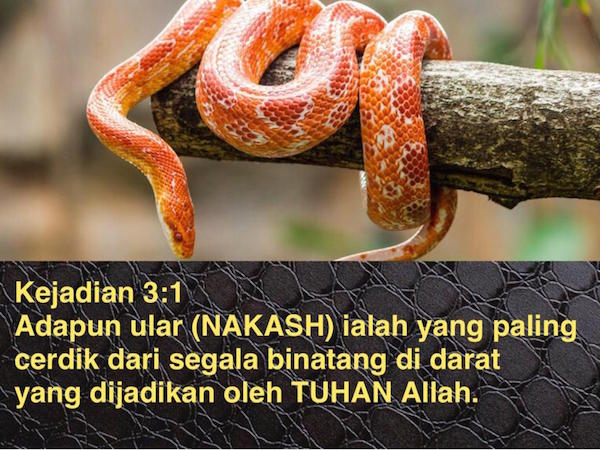 Kejadian 3:1
Adapun ular (NAKASH) ialah yang paling
cerdik dari segala binatang di darat
yang dijadikan oleh TUHAN Allah.